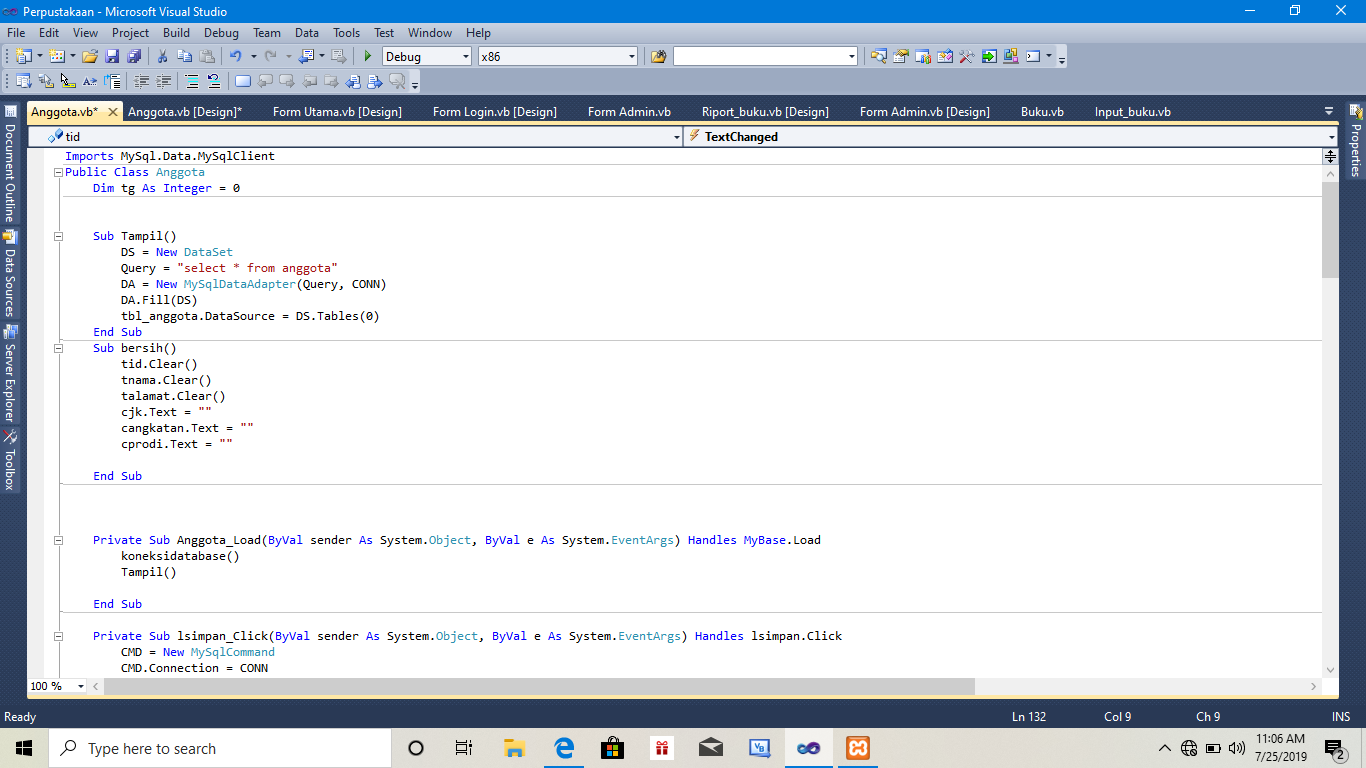 Perpustakaan - Microsoft Visual Studio
File Edit View Project Build Debug Team Data Tools Test Window Help
Debug x86
Anggota.vb* Anggota.vb [Design]* Form Utama.vb [Design] Form Login.vb [Design] Form Admin.vb Riport_buku.vb [Design] Form Admin.vb [Design] Buku.vb Input_buku.vb
tid TextChanged
Document Outline
Data Sources
Server Explorer
Toolbox
Properties
Imports MySql.Data.MySqlClient
Public Class Anggota
Dim tg As Integer = 0
Sub Tampil()
DS = New DataSet
Query = "select * from anggota"
DA = New MySqlDataAdapter(Query, CONN)
DA.Fill(DS)
tbl_anggota.DataSource = DS.Tables(0)
End Sub
Sub bersih()
tid.Clear()
tnama.Clear()
talamat.Clear()
cjk.Text = ""
cangkatan.Text = ""
cprodi.Text = ""
End Sub
Private Sub Anggota_Load(ByVal sender As System.Object, ByVal e As System.EventArgs) Handles MyBase.Load
koneksidatabase()
Tampil()
End Sub
Private Sub lsimpan_Click(ByVal sender As System.Object, ByVal e As System.EventArgs) Handles lsimpan.Click
CMD = New MySqlCommand
CMD.Connection = CONN
100 %
Ready Ln 132 Col 9 Ch 9 INS
Type here to search
11:06 AM
7/25/2019
2